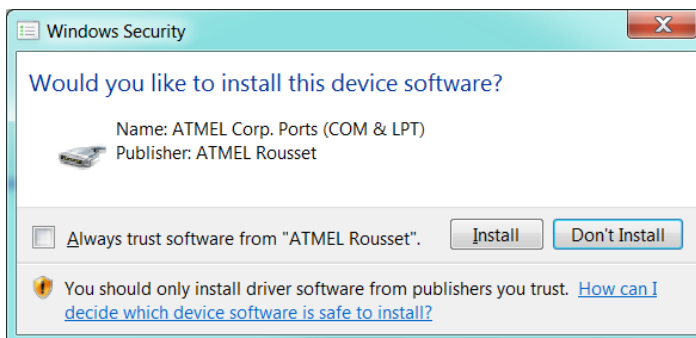 Windows Security
Would you like to install this device software?
Name: ATMEL Corp. Ports (COM & LPT)
Publisher: ATMEL Rousset
Always trust software from "ATMEL Rousset".
Install
Don't Install
You should only install driver software from publishers you trust. How can I
decide which device software is safe to install?